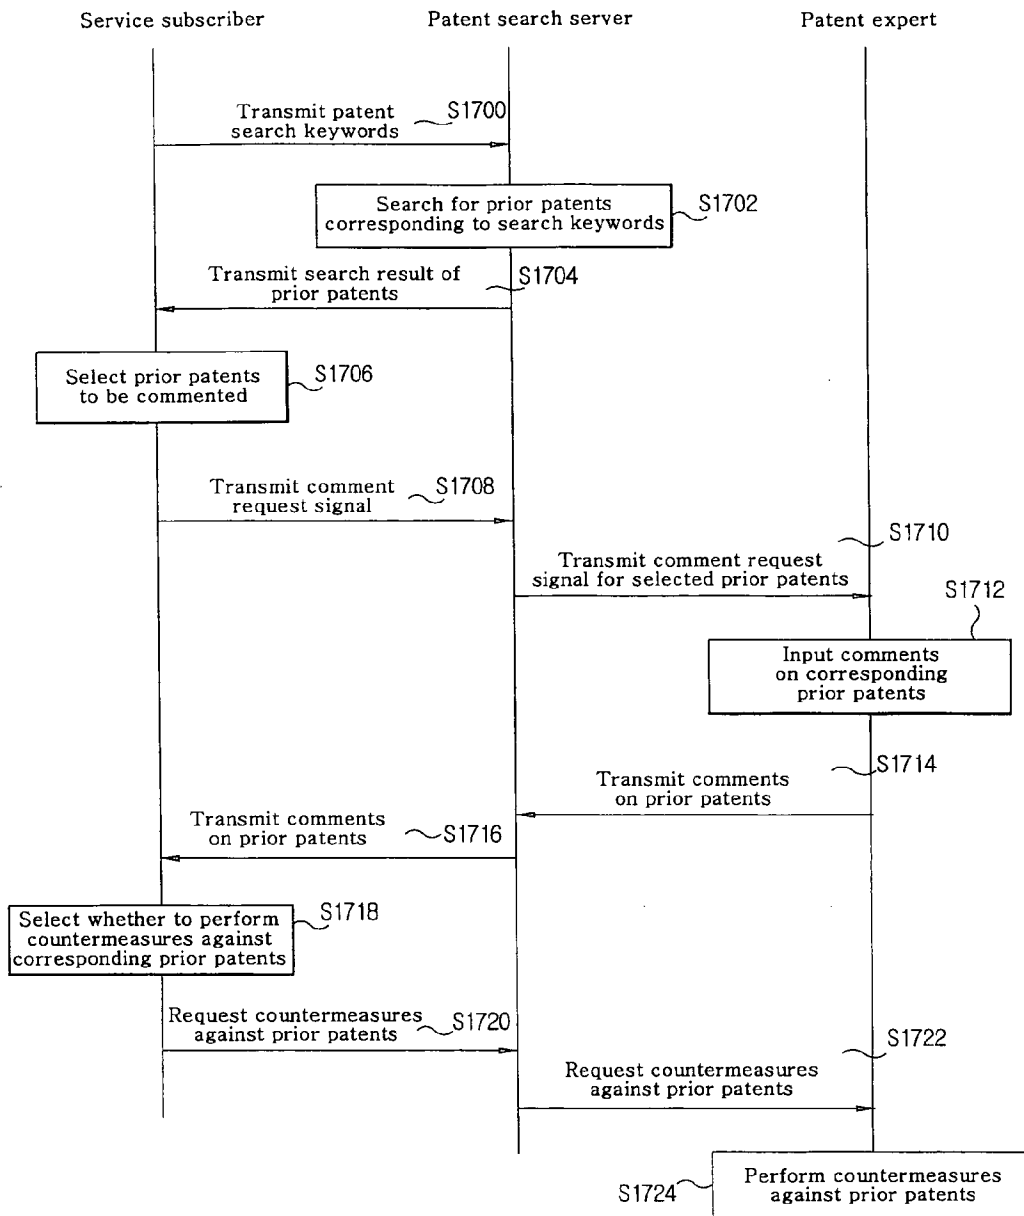 Service subscriber
Patent search server
Patent expert
Transmit patent
search keywords
S1700
Search for prior patents
corresponding to search keywords
S1702
Transmit search result of
prior patents
S1704
Select prior patents
to be commented
S1706
Transmit comment
request signal
S1708
S1710
Transmit comment request
signal for selected prior patents
S1712
Input comments
on corresponding
prior patents
S1714
Transmit comments
on prior patents
Transmit comments
on prior patents
S1716
Select whether to perform
countermeasures against
corresponding prior patents
S1718
Request countermeasures
against prior patents
S1720
S1722
Request countermeasures
against prior patents
S1724
Perform countermeasures
against prior patents